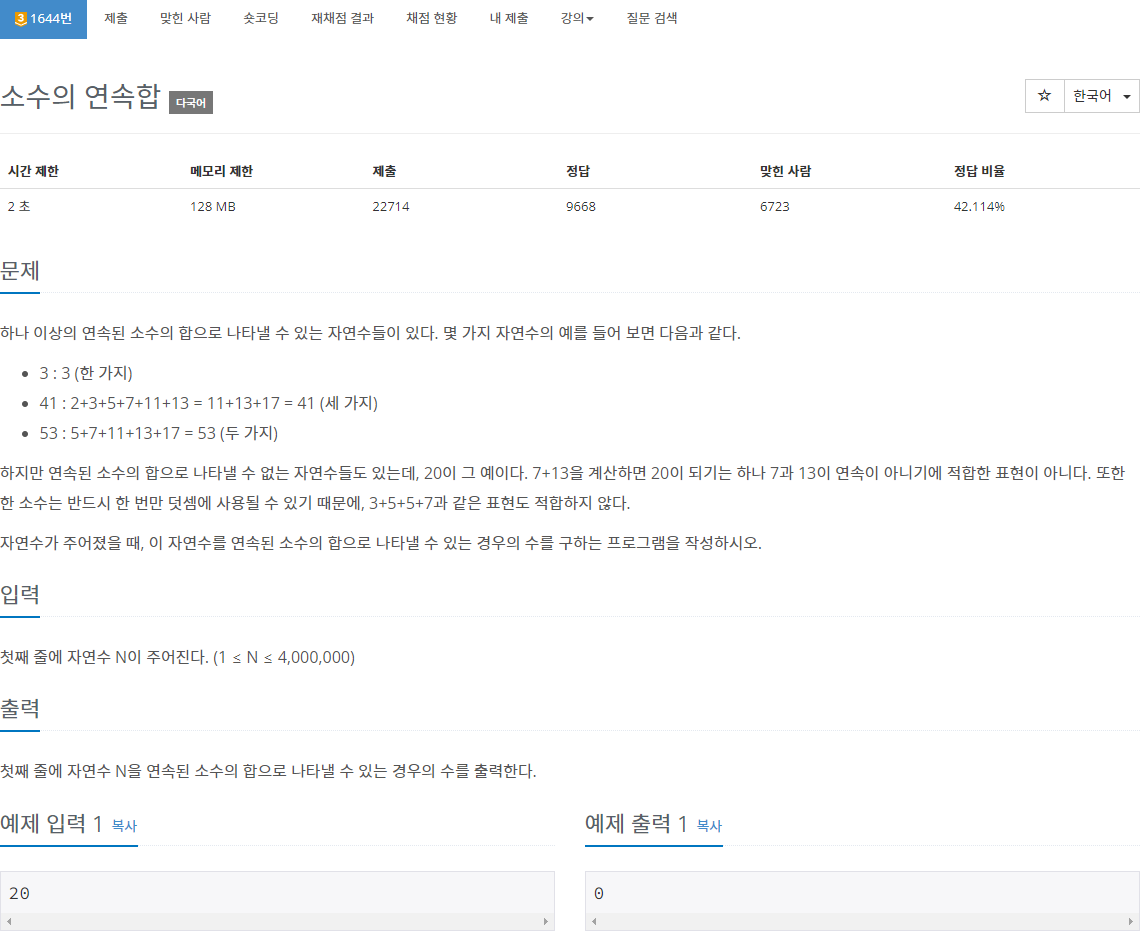 3 1644번 제출 맞힌 사람 숏코딩 재채점 결과 채점 현황 내 제출 강의 질문 검색
소수의 연속합 다국어
☆ 한국어
시간 제한 메모리 제한 제출 정답 맞힌 사람 정답 비율
2 초 128 MB 22714 9668 6723 42.114%
문제
하나 이상의 연속된 소수의 합으로 나타낼 수 있는 자연수들이 있다. 몇 가지 자연수의 예를 들어 보면 다음과 같다.
• 3 : 3 (한 가지)
• 41 : 2+3+5+7+11+13 = 11+13+17 = 41 (세 가지)
• 53 : 5+7+11+13+17 = 53 (두 가지)
하지만 연속된 소수의 합으로 나타낼 수 없는 자연수들도 있는데, 20이 그 예이다. 7+13을 계산하면 20이 되기는 하나 7과 13이 연속이 아니기에 적합한 표현이 아니다. 또한
한 소수는 반드시 한 번만 덧셈에 사용될 수 있기 때문에, 3+5+5+7과 같은 표현도 적합하지 않다.
자연수가 주어졌을 때, 이 자연수를 연속된 소수의 합으로 나타낼 수 있는 경우의 수를 구하는 프로그램을 작성하시오.
입력
첫째 줄에 자연수 N이 주어진다. (1 ≤ N ≤ 4,000,000)
출력
첫째 줄에 자연수 N을 연속된 소수의 합으로 나타낼 수 있는 경우의 수를 출력한다.
예제 입력 1 복사 예제 출력 1 복사
20 0